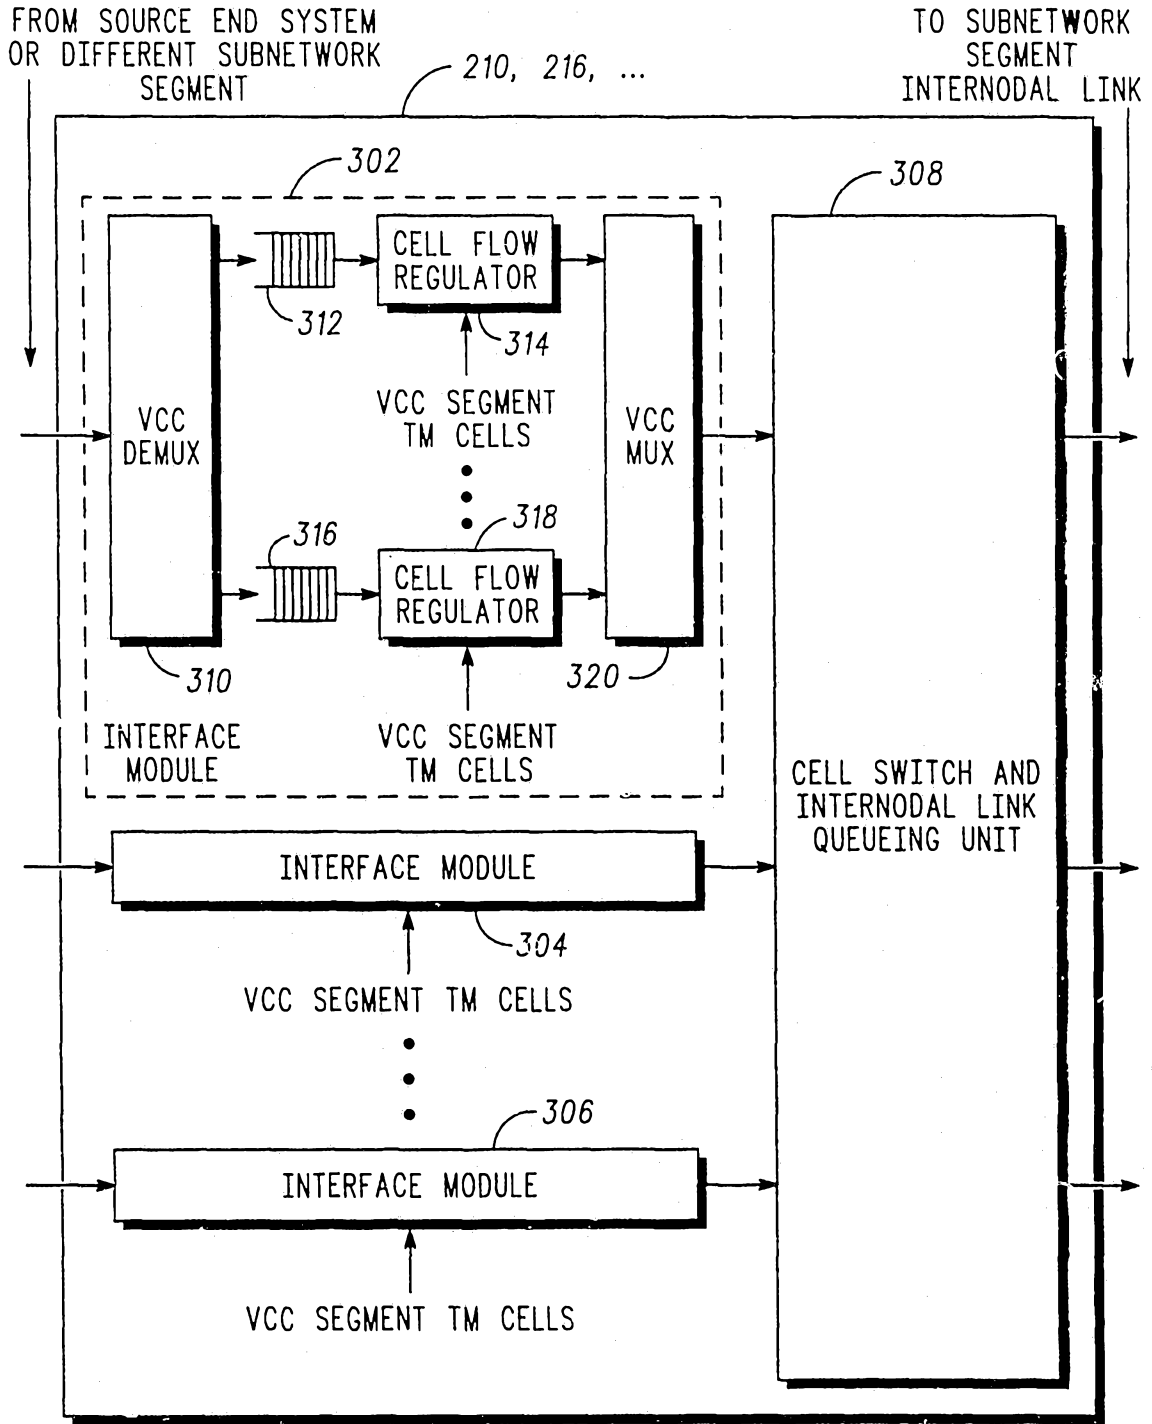 FROM SOURCE END SYSTEM
OR DIFFERENT SUBNETWORK
SEGMENT
TO SUBNETWORK
SEGMENT
INTERNODAL LINK
210, 216, ...
302
308
CELL FLOW
REGULATOR
312
314
VCC SEGMENT
TM CELLS
VCC
DEMUX
VCC
MUX
316
318
CELL FLOW
REGULATOR
310
320
INTERFACE
MODULE
VCC SEGMENT
TM CELLS
CELL SWITCH AND
INTERNODAL LINK
QUEUEING UNIT
INTERFACE MODULE
304
VCC SEGMENT TM CELLS
306
INTERFACE MODULE
VCC SEGMENT TM CELLS